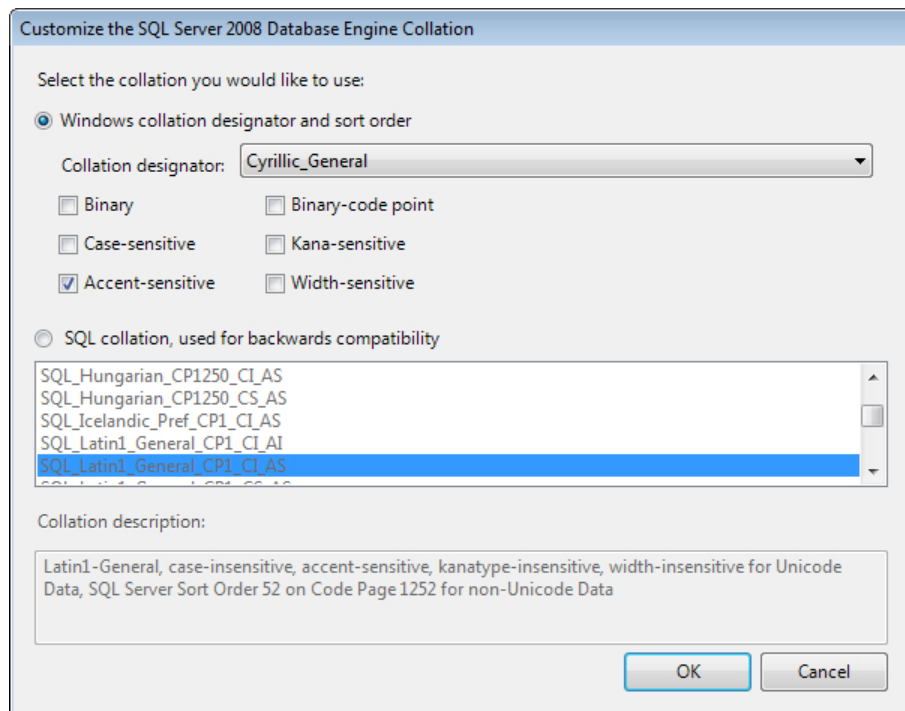 Customize the SQL Server 2008 Database Engine Collation
Select the collation you would like to use:
Windows collation designator and sort order
Collation designator: Cyrillic_General
Binary Binary-code point
Case-sensitive Kana-sensitive
Accent-sensitive Width-sensitive
SQL collation, used for backwards compatibility
SQL_Hungarian_CP1250_CI_AS
SQL_Hungarian_CP1250_CS_AS
SQL_Icelandic_Pref_CP1_CI_AS
SQL_Latin1_General_CP1_CI_AI
SQL_Latin1_General_CP1_CI_AS
SQL_Latin1_General_CP1_CS_AS
Collation description:
Latin1-General, case-insensitive, accent-sensitive, kanatype-insensitive, width-insensitive for Unicode
Data, SQL Server Sort Order 52 on Code Page 1252 for non-Unicode Data
OK Cancel